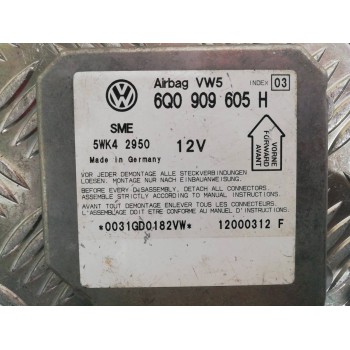 Airbag VW5 INDEX 03
6Q0 909 605 H
SME
5WK4 2950 12V
Made in Germany
VORNE
FORWARD
AVANT
VOR JEDER DEMONTAGE ALLE STECKVERBINDUNGEN
LOESEN. MONTAGE NUR NACH EINBAUANWEISUNG
BEFORE EVERY DESASSEMBLY, DETACH ALL CONNECTORS.
ASSEMBLE STRICTLY ACCORDING TO MANUAL INSTRUCTIONS.
AVANT TOUT DEMONTAGE ENLEVER TOUS LES CONNECTEURS.
L'ASSEMBLAGE DOIT ETRE CONFORME AU MANUEL D' INSTRUCTIONS
*0031GD0182VW* 12000312 F